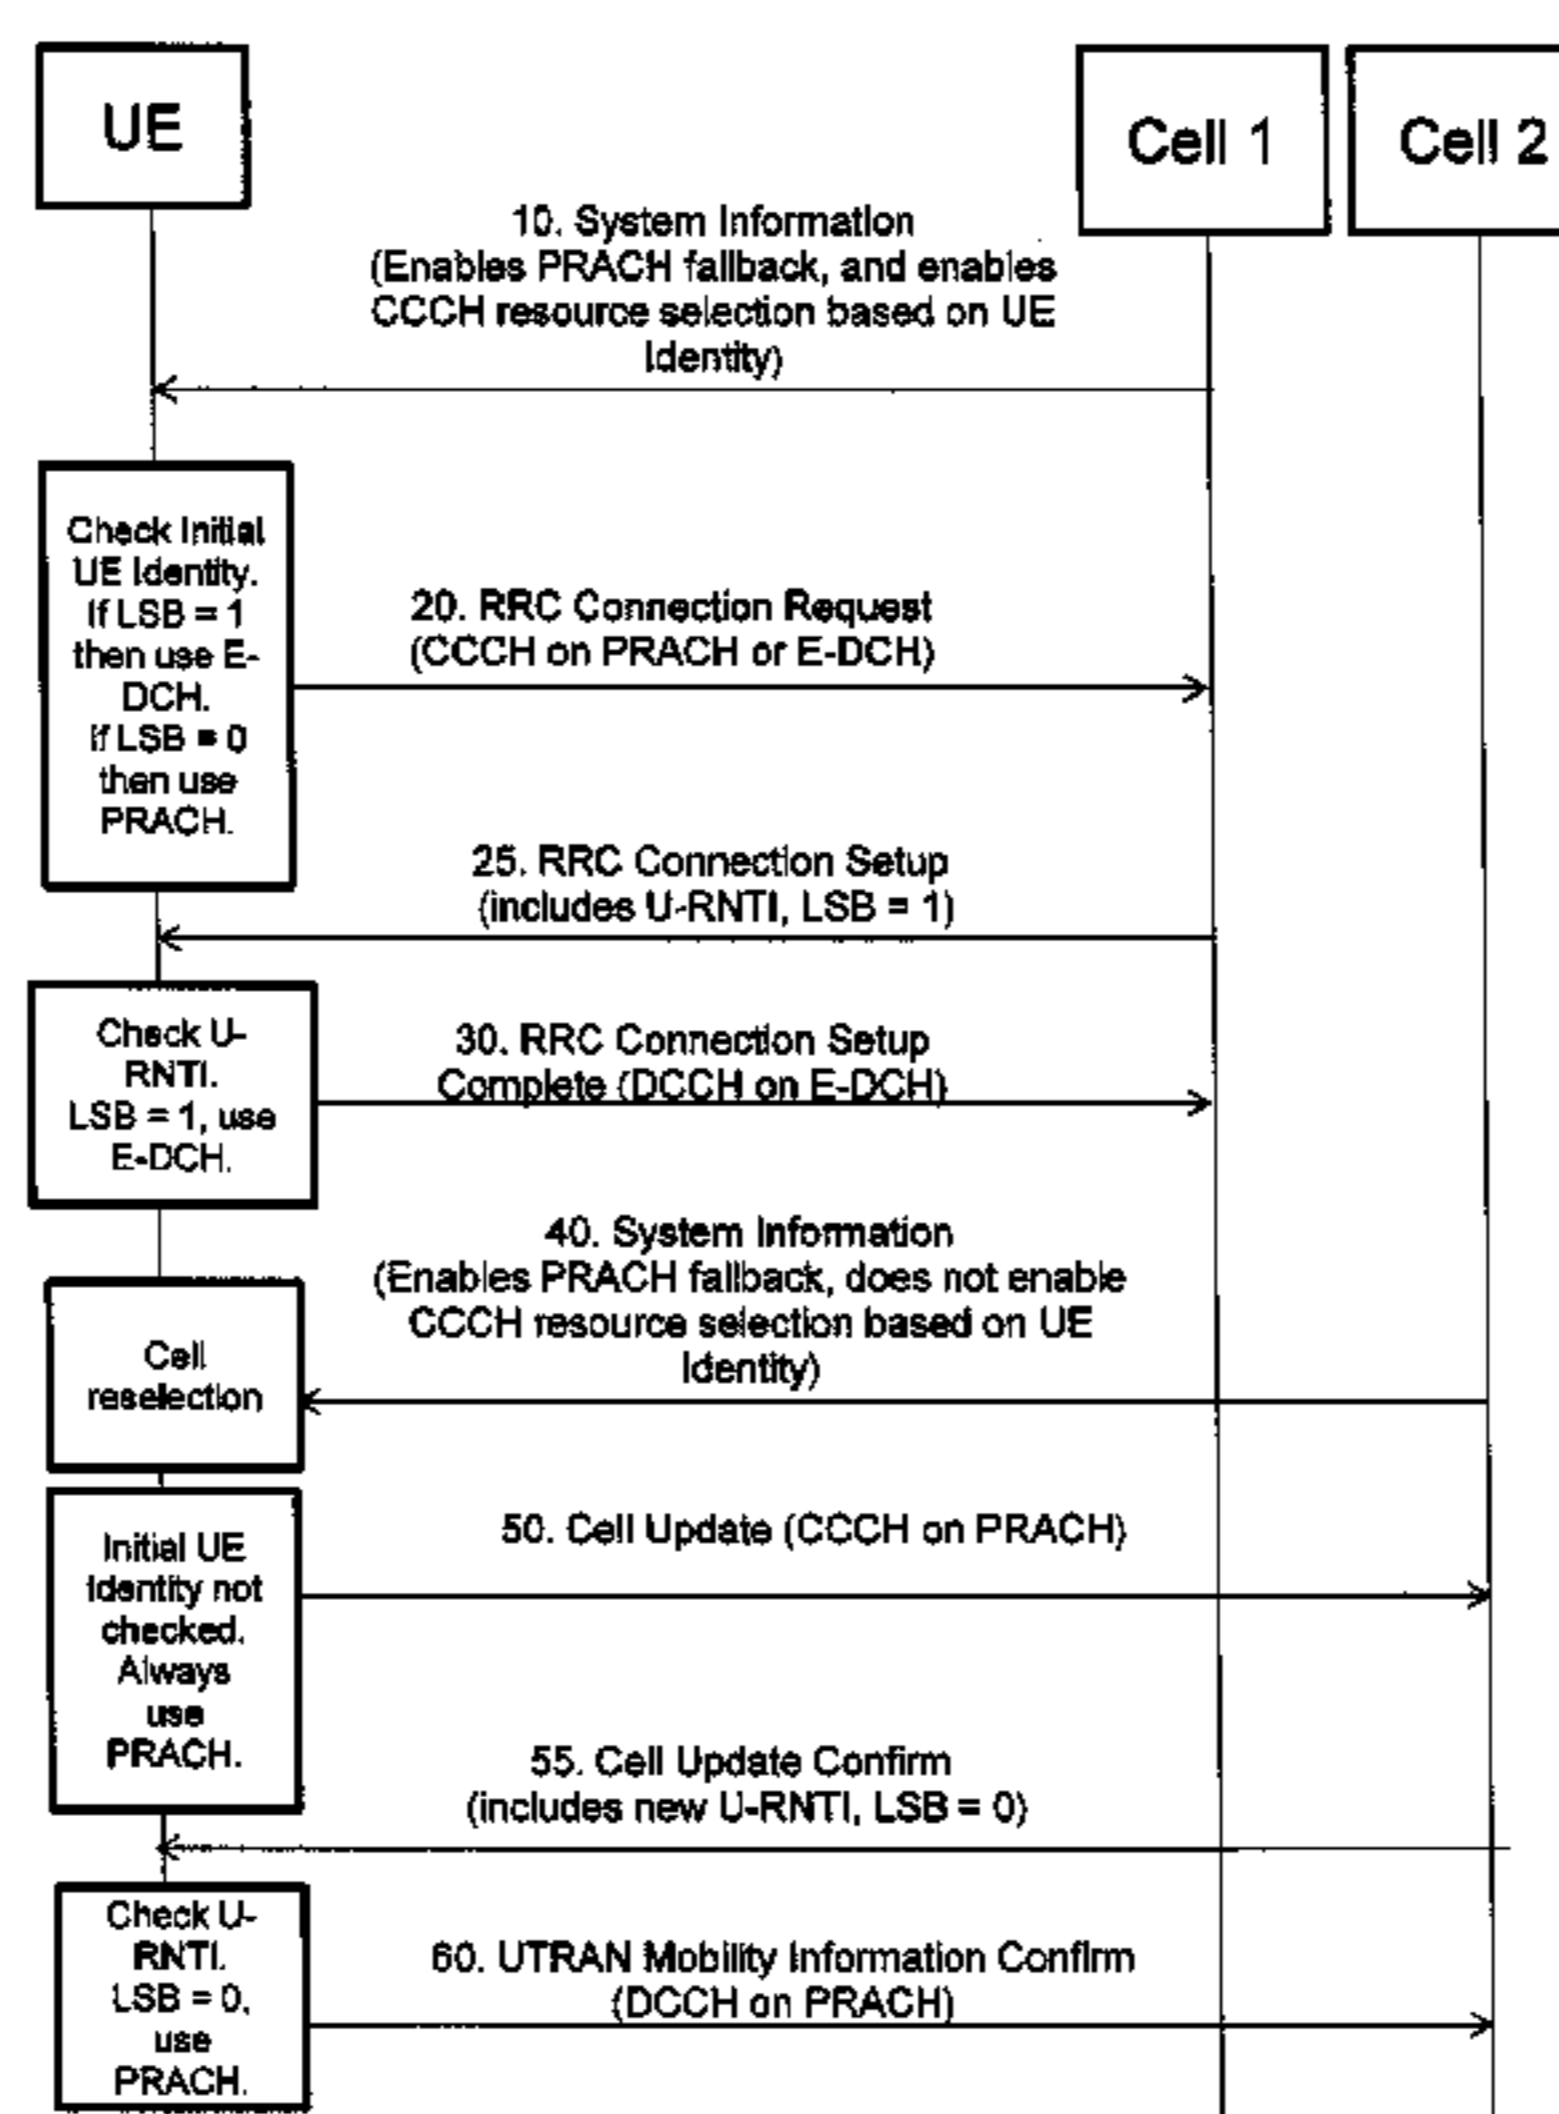 UE
Cell 1
Cell 2
10. System Information
(Enables PRACH fallback, and enables
CCCH resource selection based on UE
Identity)
Check Initial
UE Identity.
If LSB = 1
then use E-
DCH.
If LSB = 0
then use
PRACH.
20. RRC Connection Request
(CCCH on PRACH or E-DCH)
25. RRC Connection Setup
(includes U-RNTI, LSB = 1)
Check U-
RNTI.
LSB = 1, use
E-DCH.
30. RRC Connection Setup
Complete (DCCH on E-DCH)
40. System Information
(Enables PRACH fallback, does not enable
CCCH resource selection based on UE
Identity)
Cell
reselection
Initial UE
Identity not
checked.
Always
use
PRACH.
50. Cell Update (CCCH on PRACH)
55. Cell Update Confirm
(includes new U-RNTI, LSB = 0)
Check U-
RNTI.
LSB = 0,
use
PRACH.
60. UTRAN Mobility Information Confirm
(DCCH on PRACH)